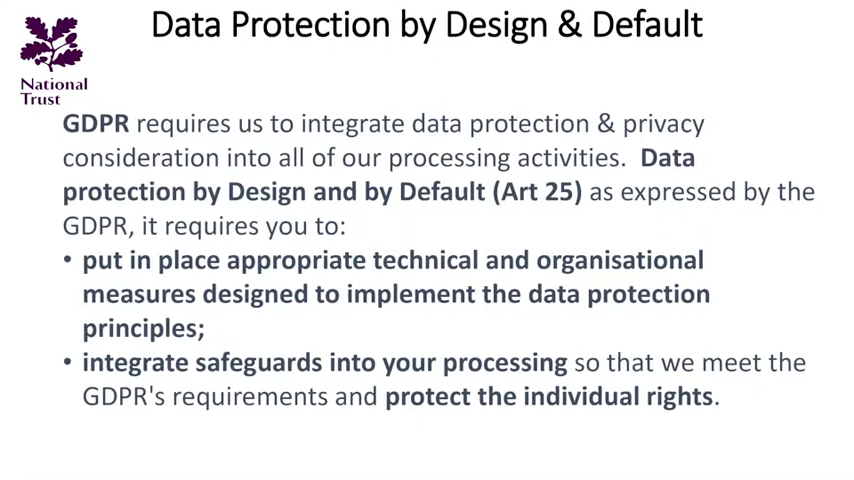 Data Protection by Design & Default
National
Trust
GDPR requires us to integrate data protection & privacy
consideration into all of our processing activities.  Data
protection by Design and by Default (Art 25) as expressed by the
GDPR, it requires you to:
• put in place appropriate technical and organisational
measures designed to implement the data protection
principles;
• integrate safeguards into your processing so that we meet the
GDPR's requirements and protect the individual rights.